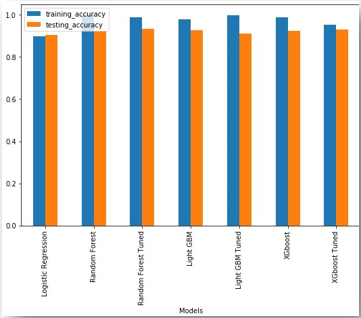 training_accuracy
testing_accuracy
1.0
0.8
0.6
0.4
0.2
0.0
Logistic Regression
Random Forest
Random Forest Tuned
Light GBM
Light GBM Tuned
XGboost
XGboost Tuned
Models